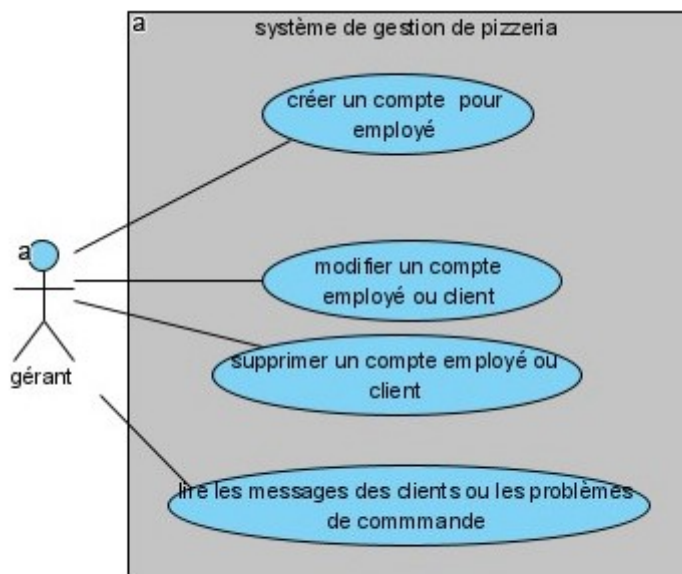 a
système de gestion de pizzeria
créer un compte pour
employé
a
gérant
modifier un compte
employé ou client
supprimer un compte employé ou
client
lire les messages des clients ou les problèmes
de commmande